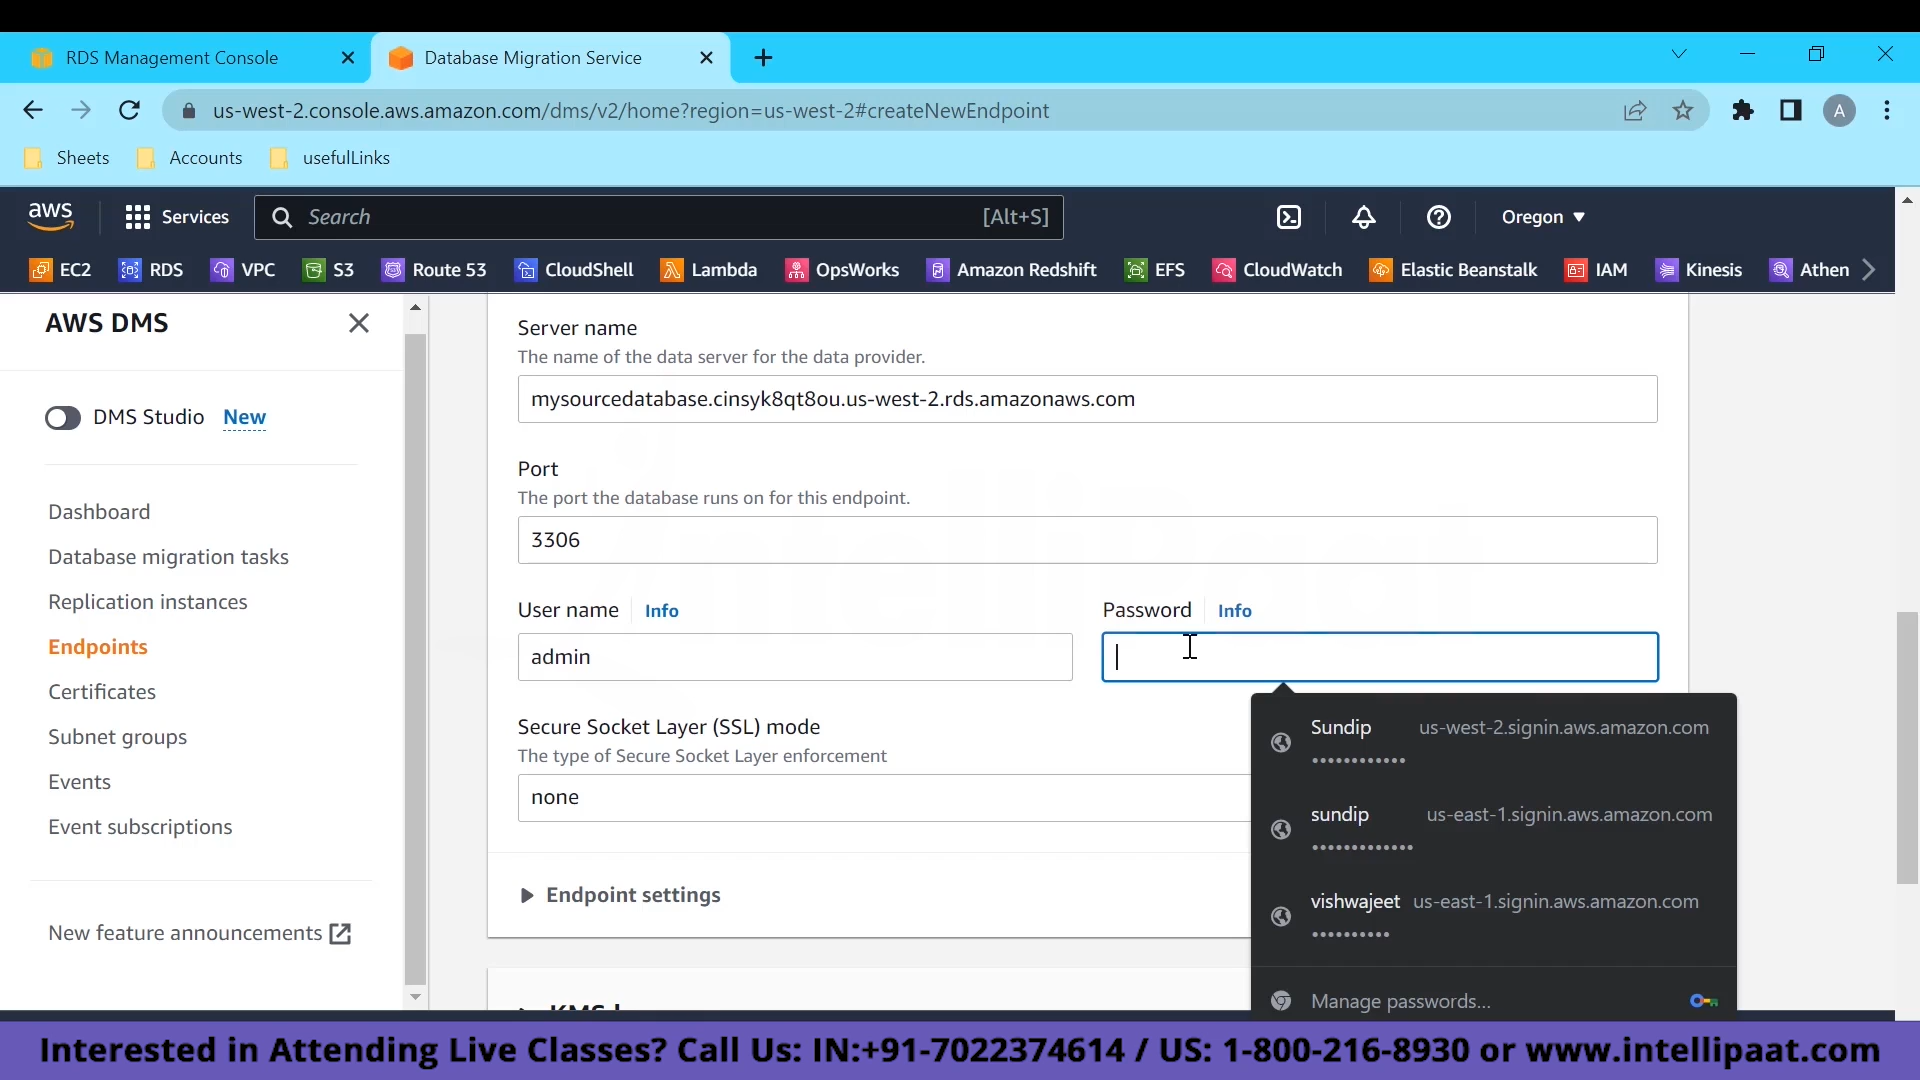 RDS Management Console
Database Migration Service
us-west-2.console.aws.amazon.com/dms/v2/home?region=us-west-2#createNewEndpoint
A
Sheets
Accounts
usefulLinks
aws
Services
Search
[Alt+S]
Oregon
EC2
RDS
VPC
S3
Route 53
CloudShell
Lambda
OpsWorks
Amazon Redshift
EFS
CloudWatch
Elastic Beanstalk
IAM
Kinesis
Athen
AWS DMS
DMS Studio New
Dashboard
Database migration tasks
Replication instances
Endpoints
Certificates
Subnet groups
Events
Event subscriptions
New feature announcements
Server name
The name of the data server for the data provider.
mysourcedatabase.cinsyk8qt8ou.us-west-2.rds.amazonaws.com
Port
The port the database runs on for this endpoint.
3306
User name Info
admin
Password Info
Secure Socket Layer (SSL) mode
The type of Secure Socket Layer enforcement
none
Endpoint settings
Sundip us-west-2.signin.aws.amazon.com
••••••••••••
sundip us-east-1.signin.aws.amazon.com
•••••••••••••
vishwajeet us-east-1.signin.aws.amazon.com
••••••••••
Manage passwords...
Interested in Attending Live Classes? Call Us: IN:+91-7022374614 / US: 1-800-216-8930 or www.intellipaat.com